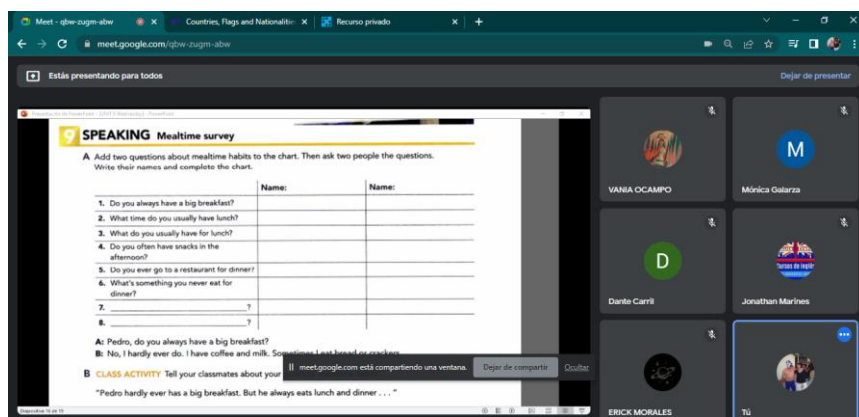 Meet - qbw-zugm-abw
Countries, Flags and Nationalitie
Recurso privado
meet.google.com/qbw-zugm-abw
Estás presentando para todos
Dejar de presentar
9 SPEAKING Mealtime survey
A Add two questions about mealtime habits to the chart. Then ask two people the questions.
Write their names and complete the chart.
Name: Name:
1. Do you always have a big breakfast?
2. What time do you usually have lunch?
3. What do you usually have for lunch?
4. Do you often have snacks in the
afternoon?
5. Do you ever go to a restaurant for dinner?
6. What's something you never eat for
dinner?
7. ?
8. ?
A: Pedro, do you always have a big breakfast?
B: No, I hardly ever do. I have coffee and milk. Sometimes I eat bread or crackers.
B CLASS ACTIVITY Tell your classmates about your
"Pedro hardly ever has a big breakfast. But he always eats lunch and dinner . . ."
meet.google.com está compartiendo una ventana.
Dejar de compartir
Ocultar
VANIA OCAMPO
M
Mónica Galarza
D
Dante Carril
Jonathan Marines
ERICK MORALES
Tú